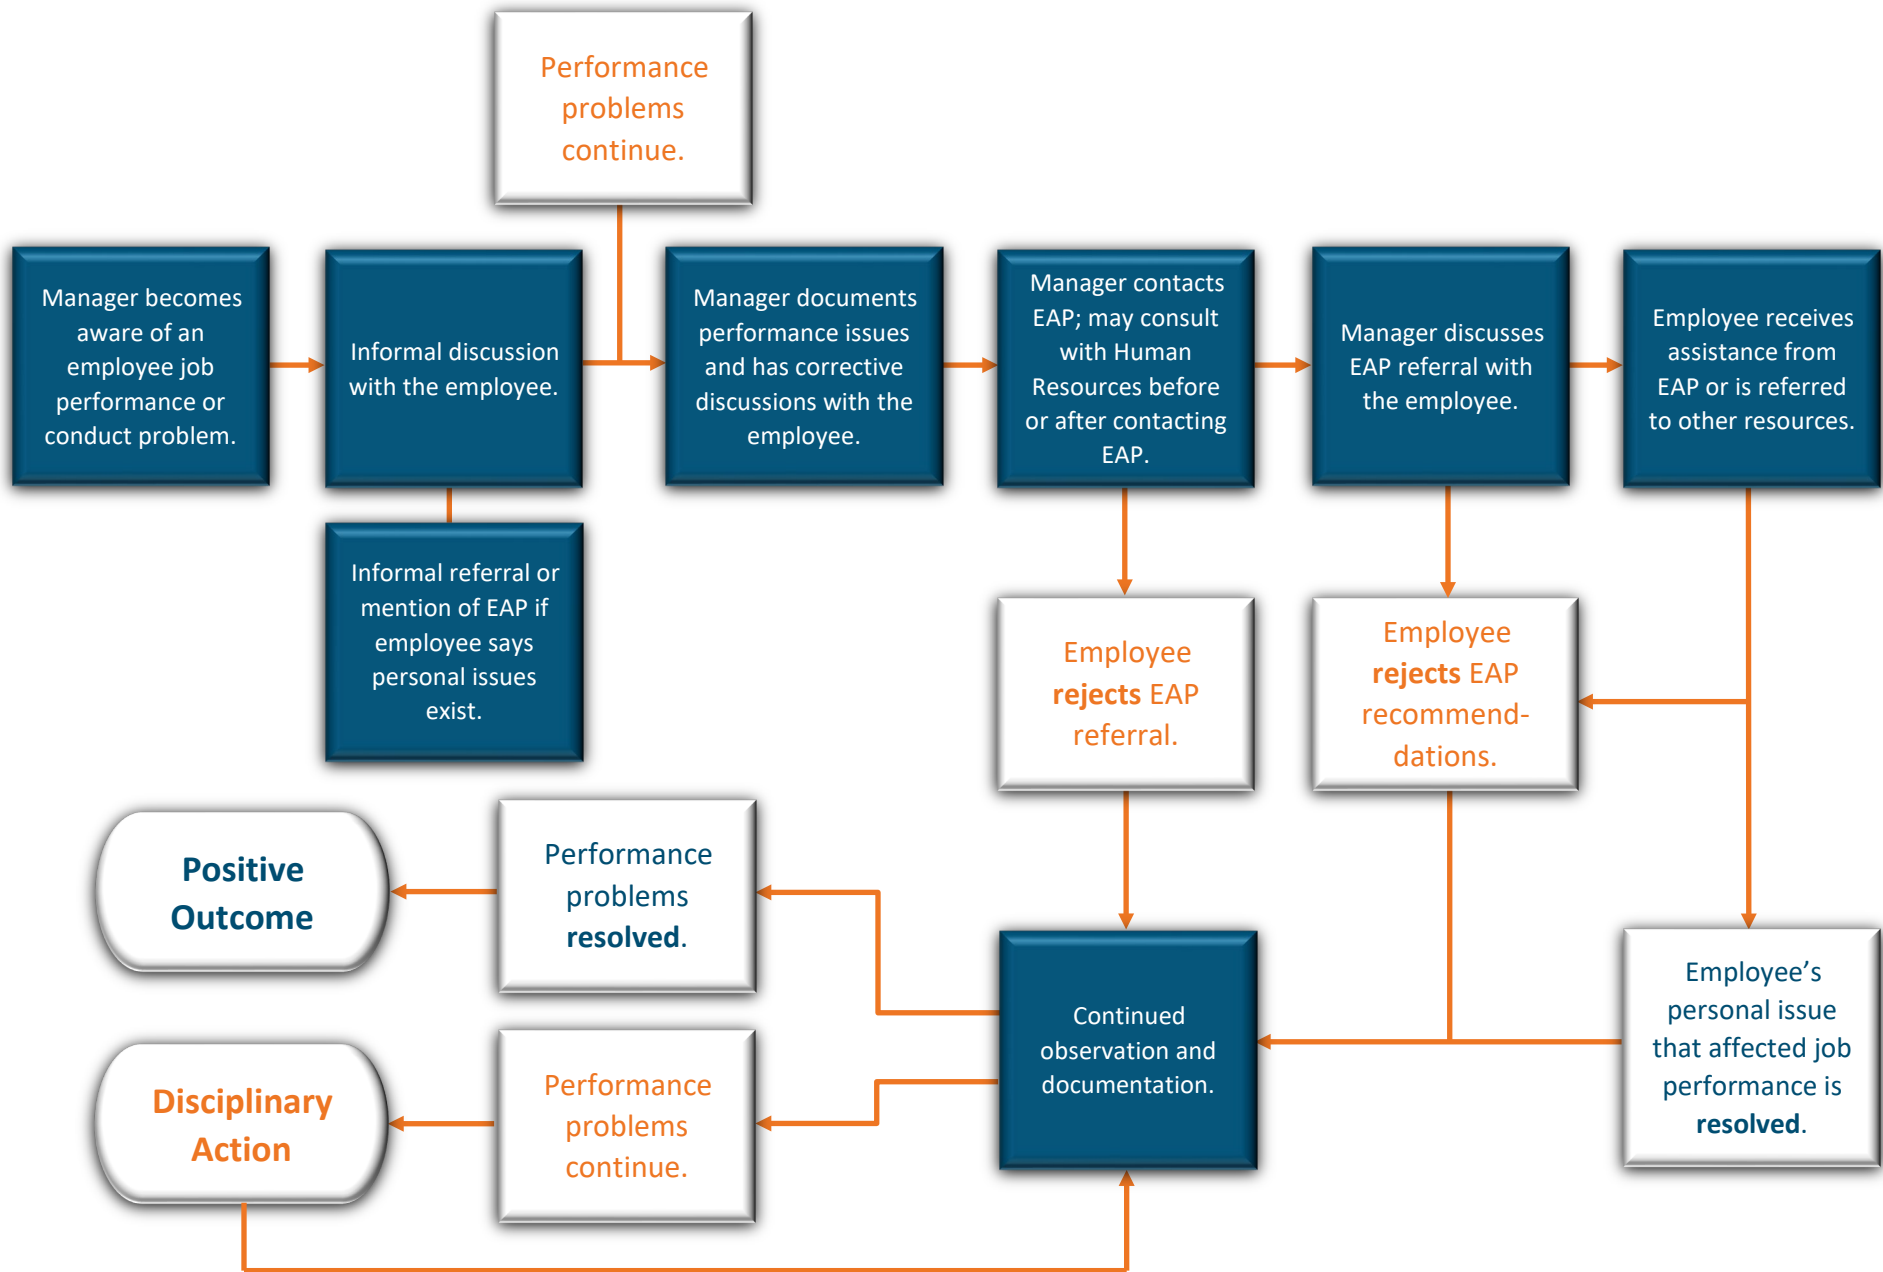 Performance
problems
continue.
Manager becomes
aware of an
employee job
performance or
conduct problem.
Informal discussion
with the employee.
Manager documents
performance issues
and has corrective
discussions with the
employee.
Manager contacts
EAP; may consult
with Human
Resources before
or after contacting
EAP.
Manager discusses
EAP referral with
the employee.
Employee receives
assistance from
EAP or is referred
to other resources.
Informal referral or
mention of EAP if
employee says
personal issues
exist.
Employee
rejects EAP
referral.
Employee
rejects EAP
recommend-
dations.
Positive
Outcome
Performance
problems
resolved.
Continued
observation and
documentation.
Employee’s
personal issue
that affected job
performance is
resolved.
Disciplinary
Action
Performance
problems
continue.